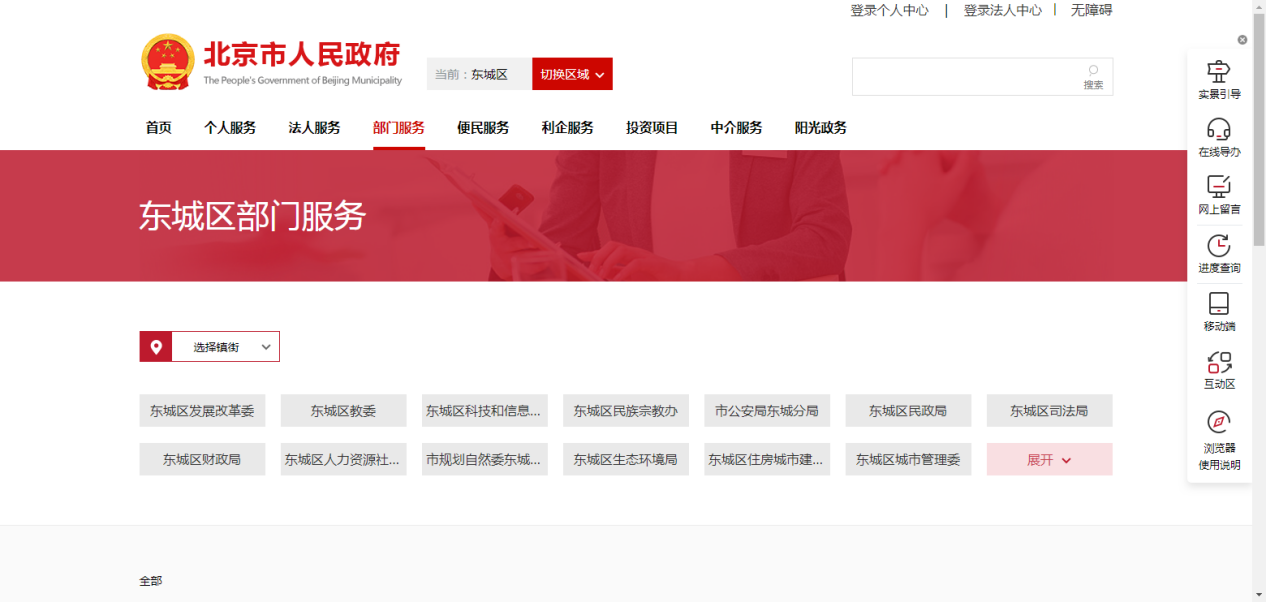 登录个人中心 | 登录法人中心 | 无障碍
北京市人民政府
The People's Government of Beijing Municipality
当前：东城区 切换区域
搜索
首页 个人服务 法人服务 部门服务 便民服务 利企服务 投资项目 中介服务 阳光政务
东城区部门服务
选择镇街
东城区发展改革委 东城区教委 东城区科技和信息... 东城区民族宗教办 市公安局东城分局 东城区民政局 东城区司法局
东城区财政局 东城区人力资源社... 市规划自然委东城... 东城区生态环境局 东城区住房城市建... 东城区城市管理委 展开
全部
实景引导
在线导办
网上留言
进度查询
移动端
互动区
浏览器
使用说明